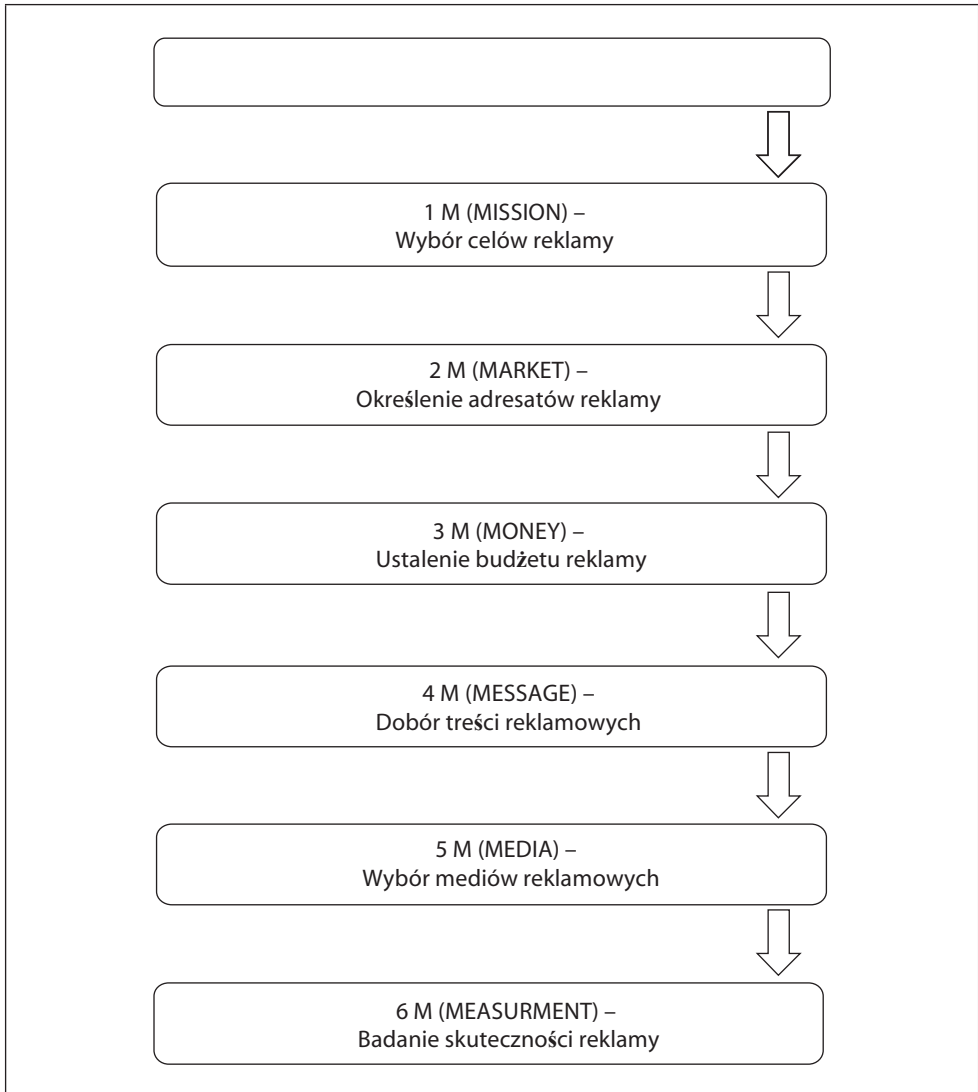 1 M (MISSION) –
Wybór celów reklamy
2 M (MARKET) –
Określenie adresatów reklamy
3 M (MONEY) –
Ustalenie budżetu reklamy
4 M (MESSAGE) –
Dobór treści reklamowych
5 M (MEDIA) –
Wybór mediów reklamowych
6 M (MEASURMENT) –
Badanie skuteczności reklamy